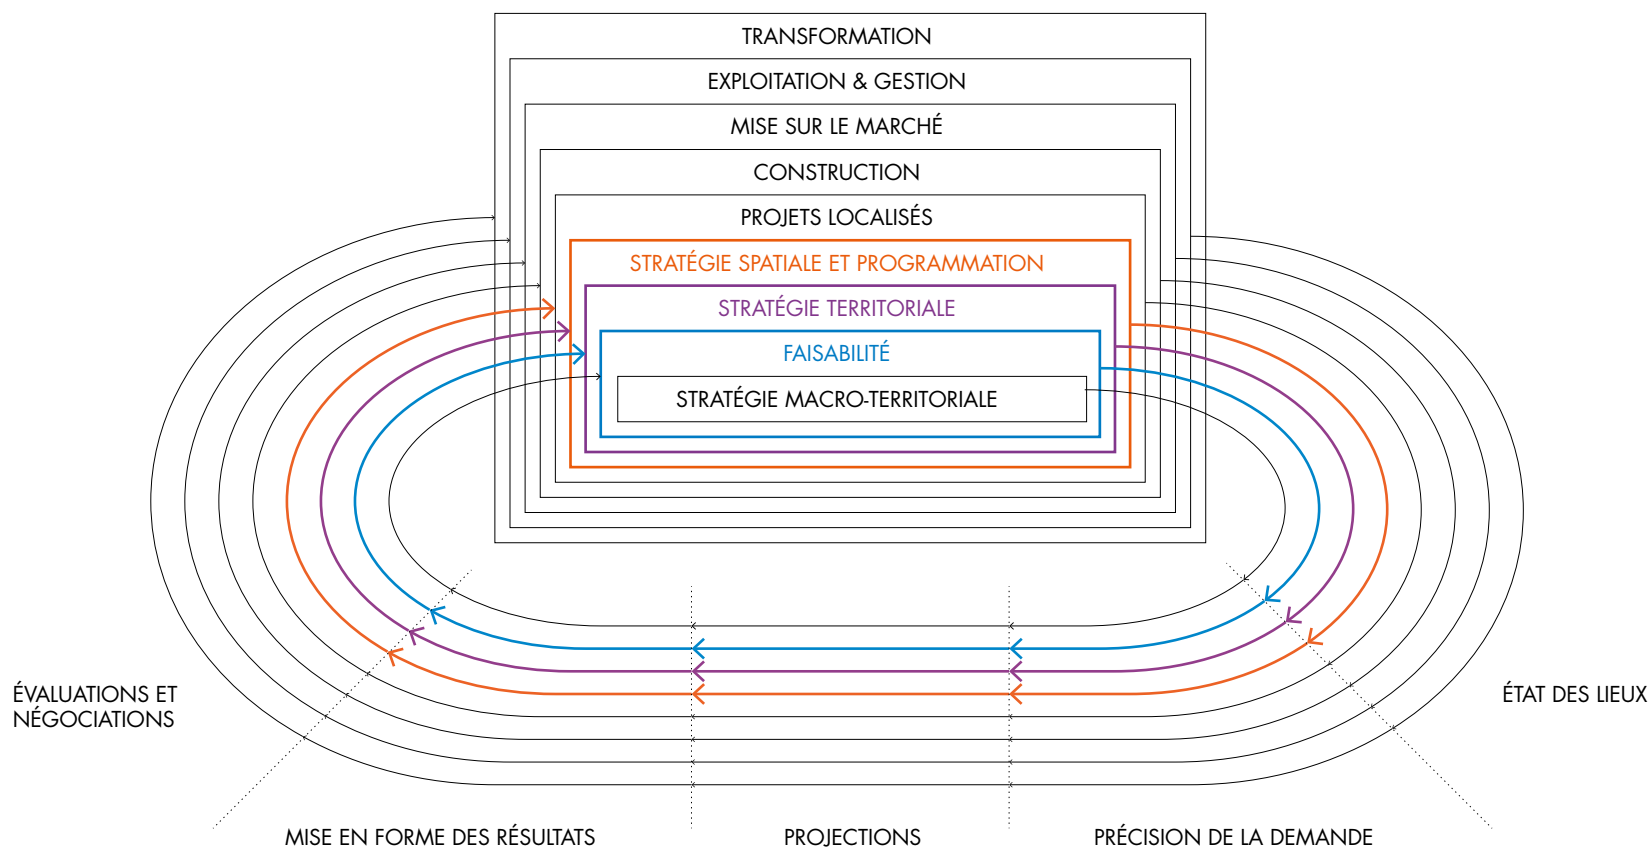 TRANSFORMATION
EXPLOITATION & GESTION
MISE SUR LE MARCHÉ
CONSTRUCTION
PROJETS LOCALISÉS
STRATÉGIE SPATIALE ET PROGRAMMATION
STRATÉGIE TERRITORIALE
FAISABILITÉ
STRATÉGIE MACRO-TERRITORIALE
ÉVALUATIONS ET
NÉGOCIATIONS
ÉTAT DES LIEUX
MISE EN FORME DES RÉSULTATS
PROJECTIONS
PRÉCISION DE LA DEMANDE